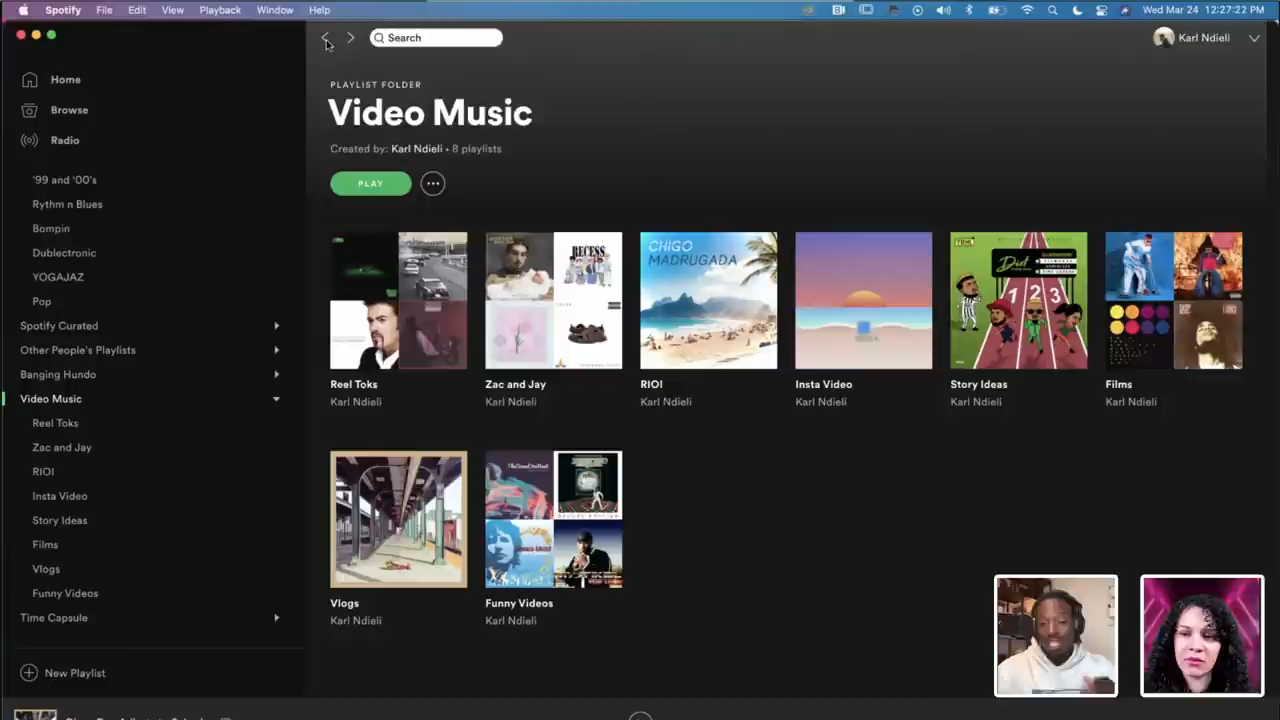 Spotify File Edit View Playback Window Help Wed Mar 24 12:27:22 PM
Search
Karl Ndieli
Home
Browse
Radio
'99 and '00's
Rythm n Blues
Bompin
Dublectronic
YOGAJAZ
Pop
Spotify Curated
Other People's Playlists
Banging Hundo
Video Music
Reel Toks
Zac and Jay
RIOI
Insta Video
Story Ideas
Films
Vlogs
Funny Videos
Time Capsule
New Playlist
PLAYLIST FOLDER
Video Music
Created by: Karl Ndieli • 8 playlists
PLAY
RECESS
CHIGO
MADRUGADA
Dirt
1 2 3
Reel Toks
Karl Ndieli
Zac and Jay
Karl Ndieli
RIOI
Karl Ndieli
Insta Video
Karl Ndieli
Story Ideas
Karl Ndieli
Films
Karl Ndieli
Vlogs
Karl Ndieli
Funny Videos
Karl Ndieli